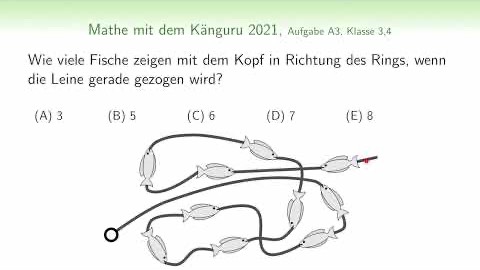 Mathe mit dem Känguru 2021, Aufgabe A3, Klasse 3,4
Wie viele Fische zeigen mit dem Kopf in Richtung des Rings, wenn
die Leine gerade gezogen wird?
(A) 3 (B) 5 (C) 6 (D) 7 (E) 8